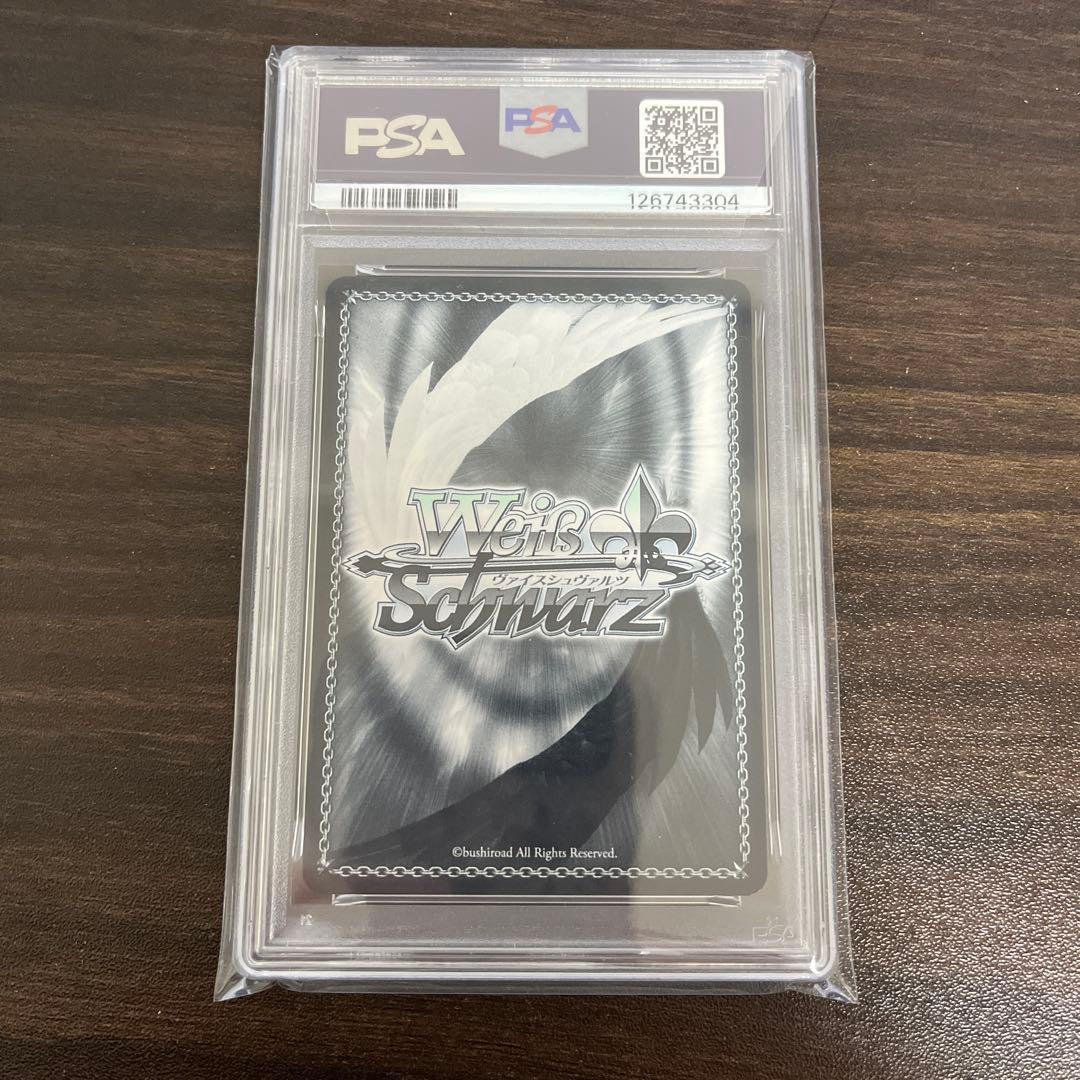 PSA
PSA
126743304
Weiß
ヴァイスシュヴァルツ
Schwarz
©bushiroad All Rights Reserved.
PSA